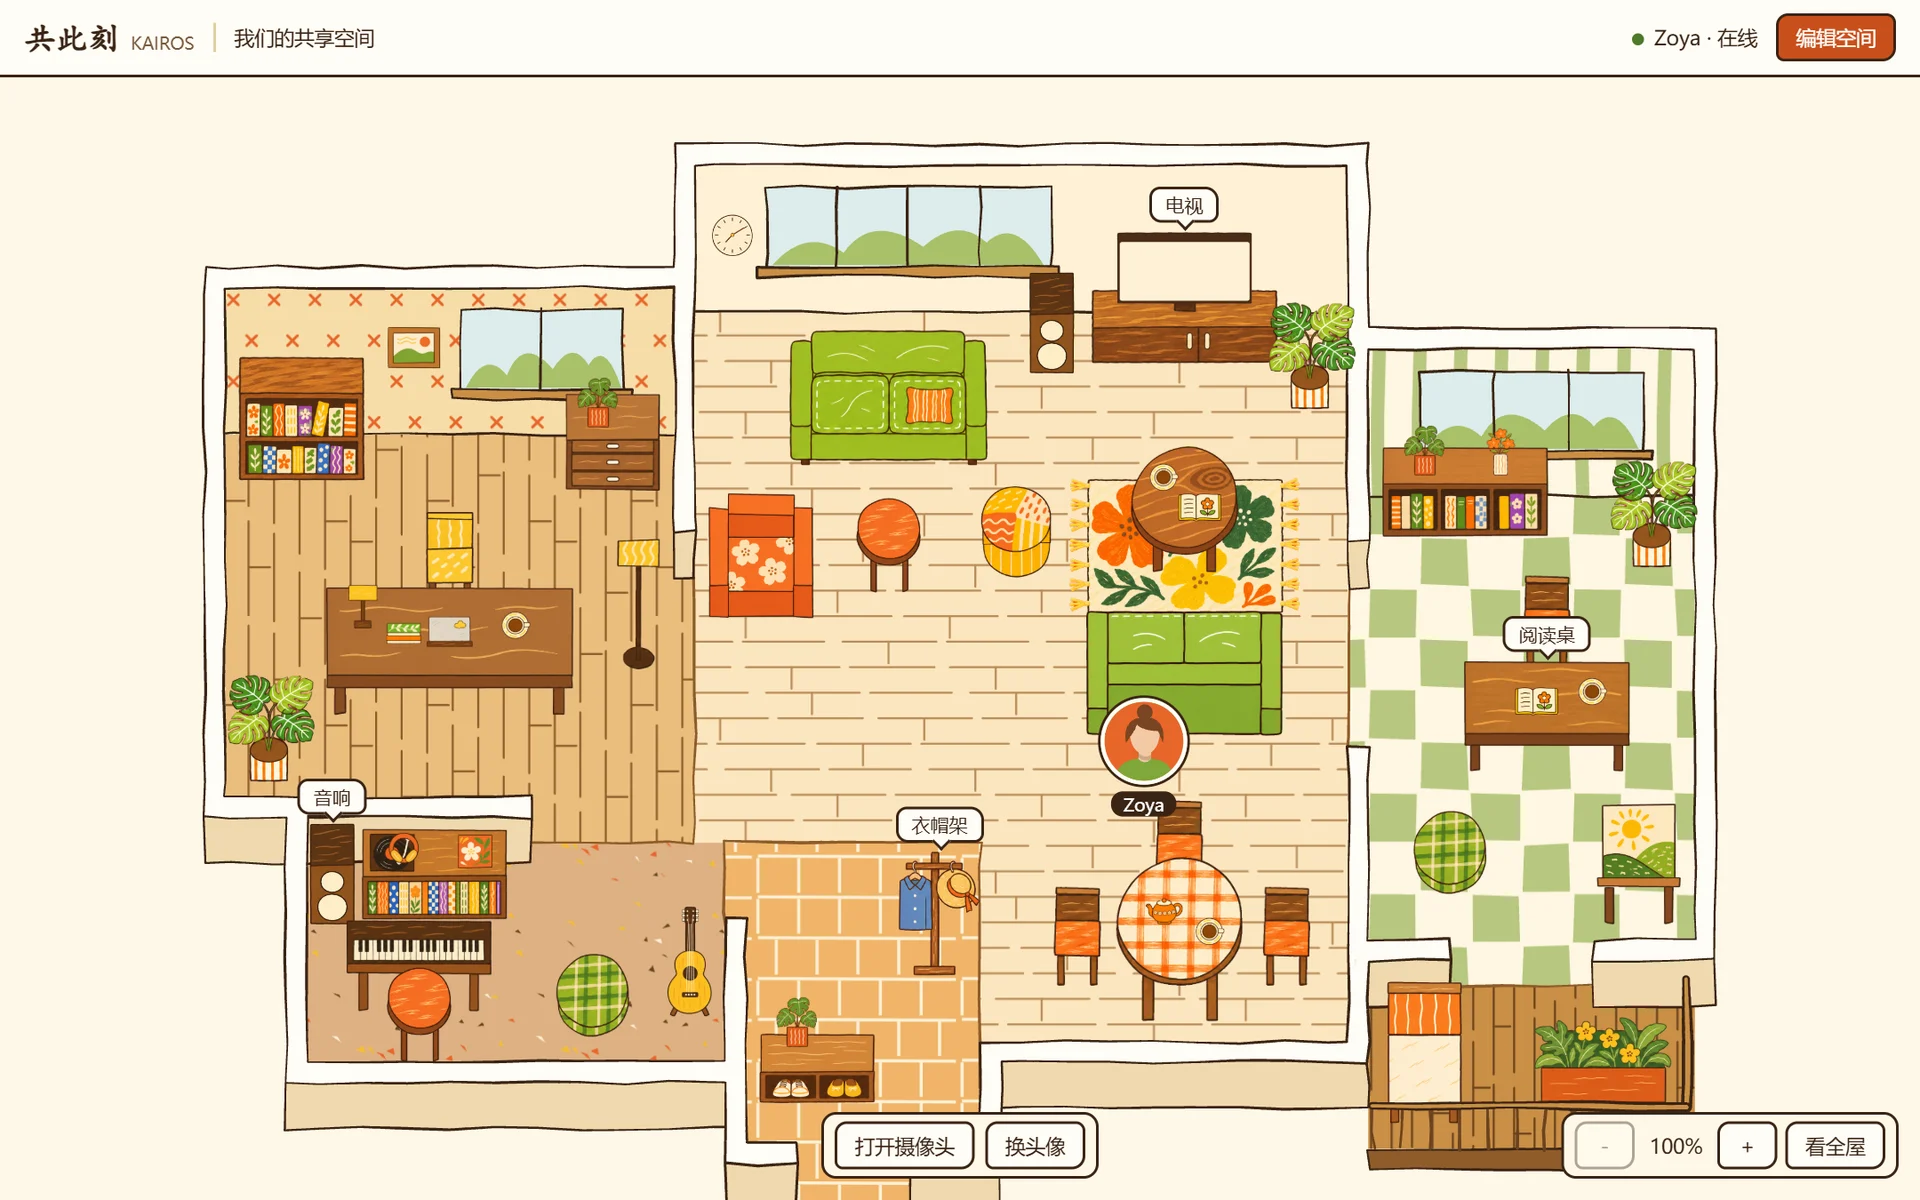 共此刻 KAIROS 我们的共享空间
Zoya · 在线 编辑空间
电视
阅读桌
音响
衣帽架
Zoya
打开摄像头 换头像
- 100% + 看全屋